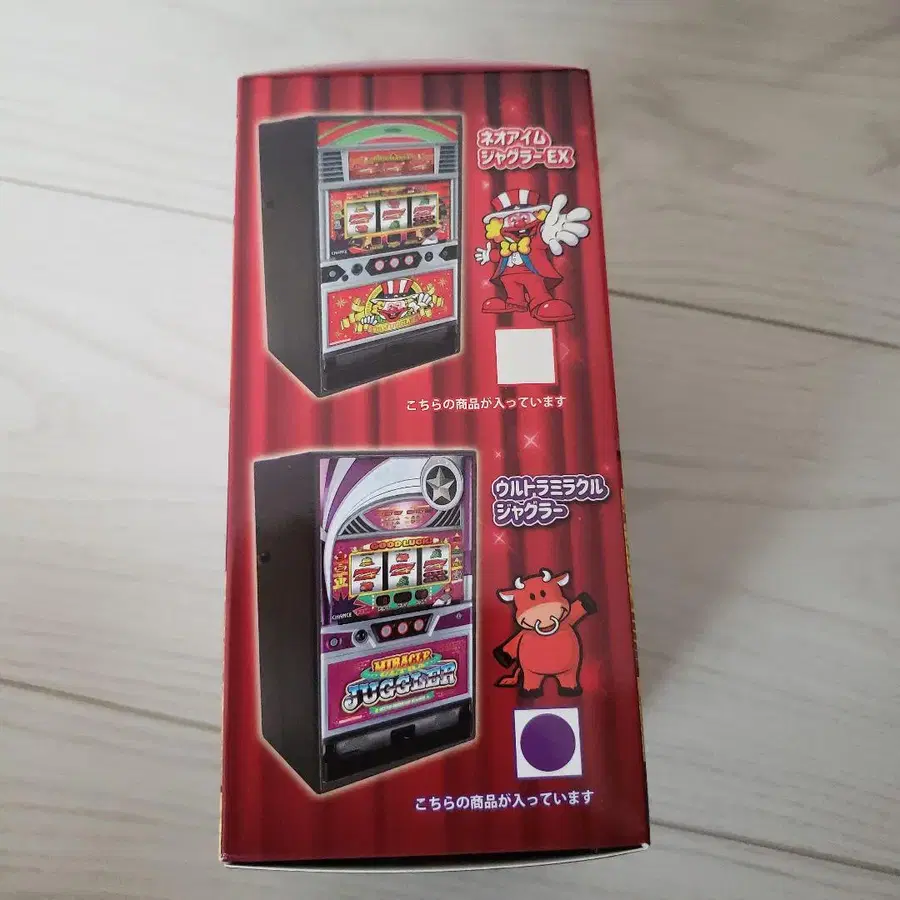 ネオアイム
ジャグラーEX
CHANCE
こちらの商品が入っています
ウルトラミラクル
ジャグラー
GOOD LUCK!
CHANCE
MIRACLE
JUGGLER
こちらの商品が入っています